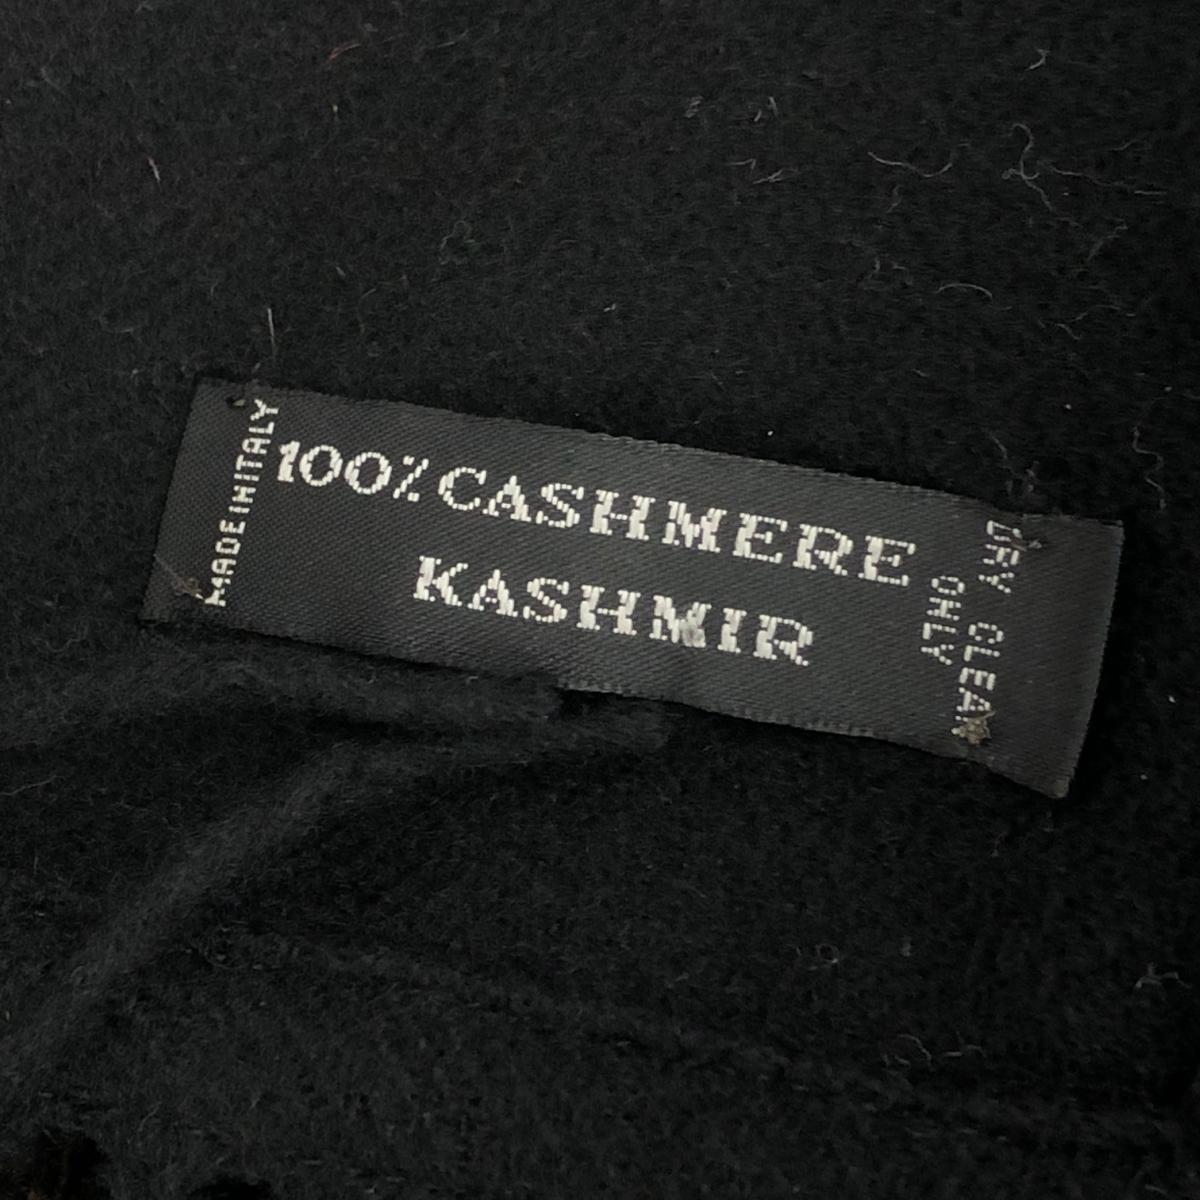 MADE IN ITALY
100% CASHMERE
KASHMIR
DRY CLEAN
ONLY